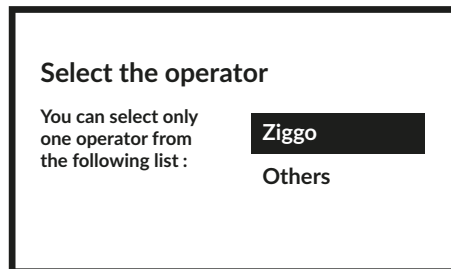 Select the operator
You can select only
one operator from
the following list :
Ziggo
Others